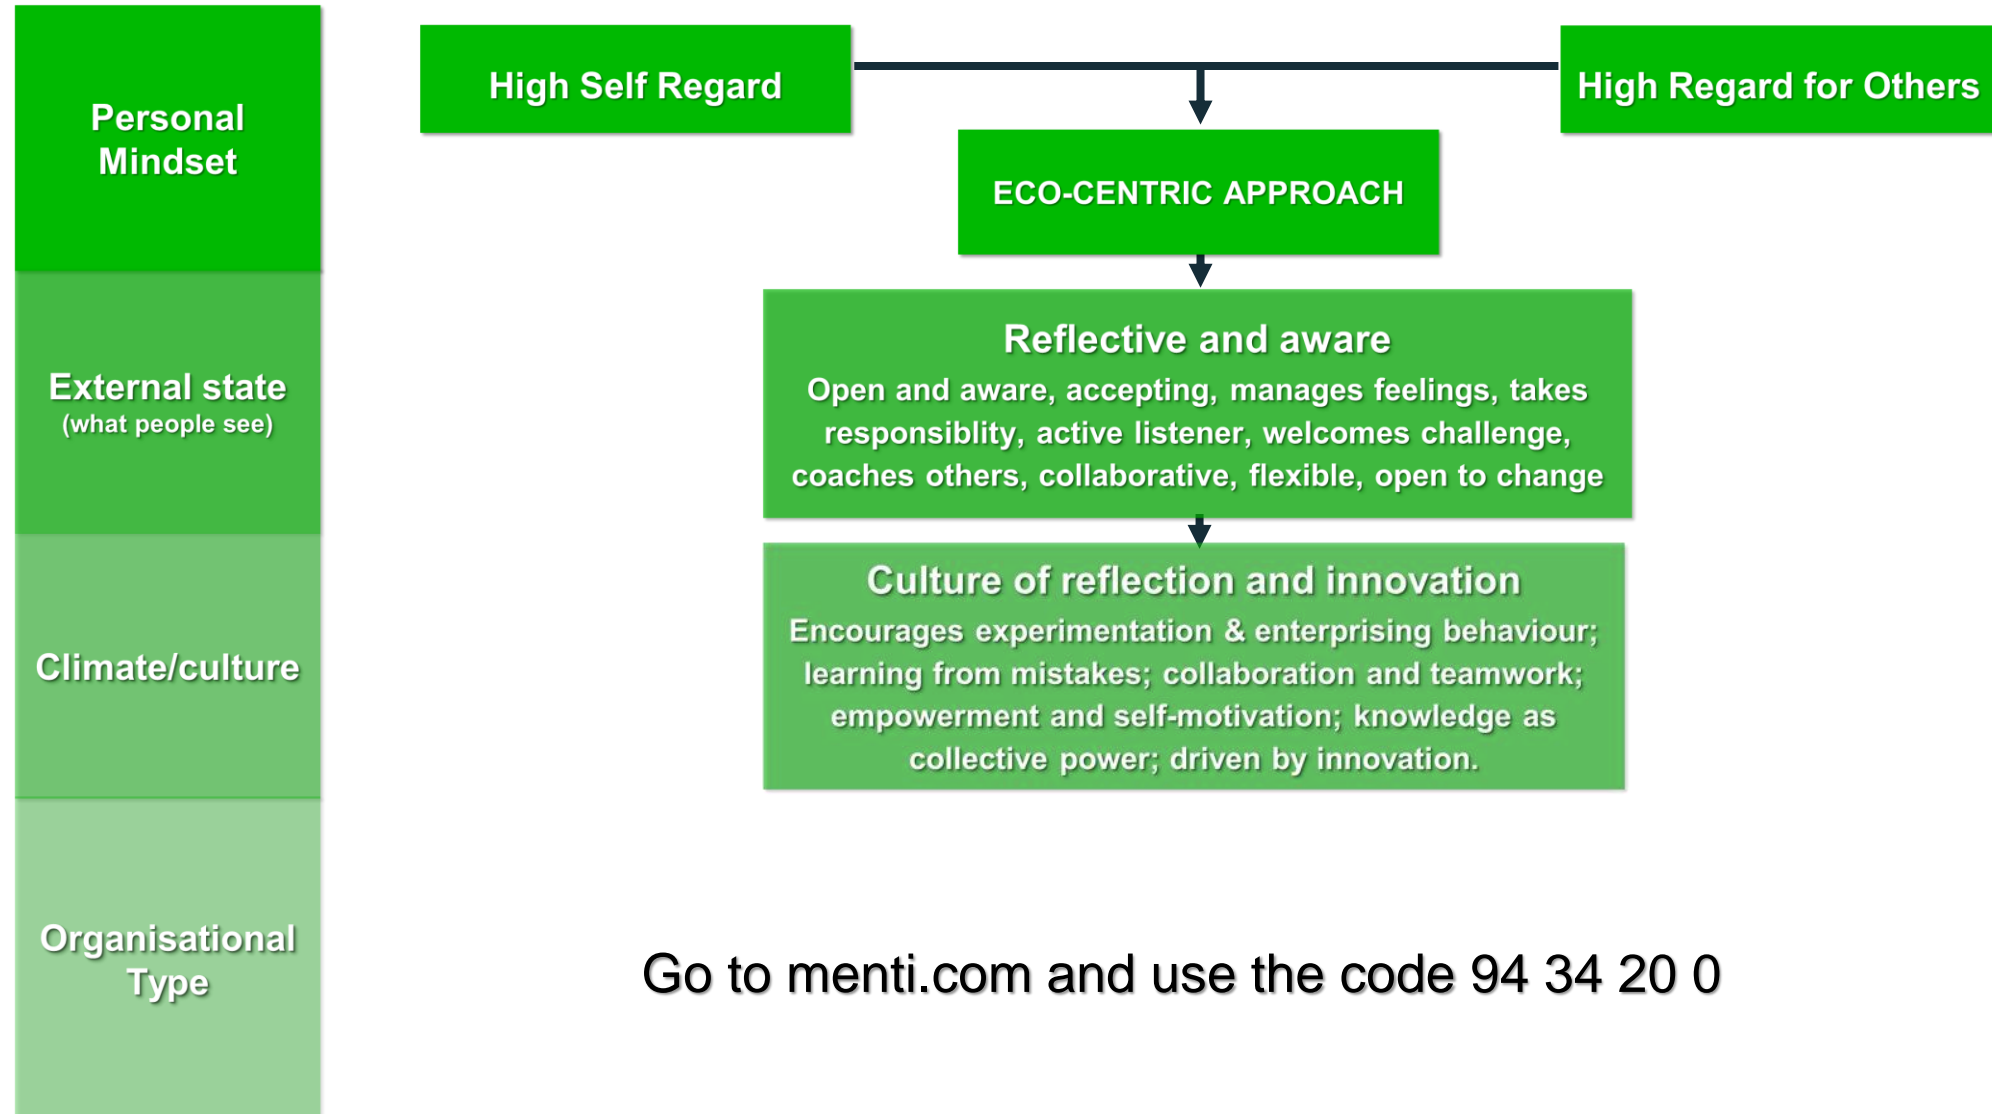 Personal
Mindset
High Self Regard
High Regard for Others
ECO-CENTRIC APPROACH
External state
(what people see)
Reflective and aware
Open and aware, accepting, manages feelings, takes
responsiblity, active listener, welcomes challenge,
coaches others, collaborative, flexible, open to change
Climate/culture
Culture of reflection and innovation
Encourages experimentation & enterprising behaviour;
learning from mistakes; collaboration and teamwork;
empowerment and self-motivation; knowledge as
collective power; driven by innovation.
Organisational
Type
Go to menti.com and use the code 94 34 20 0